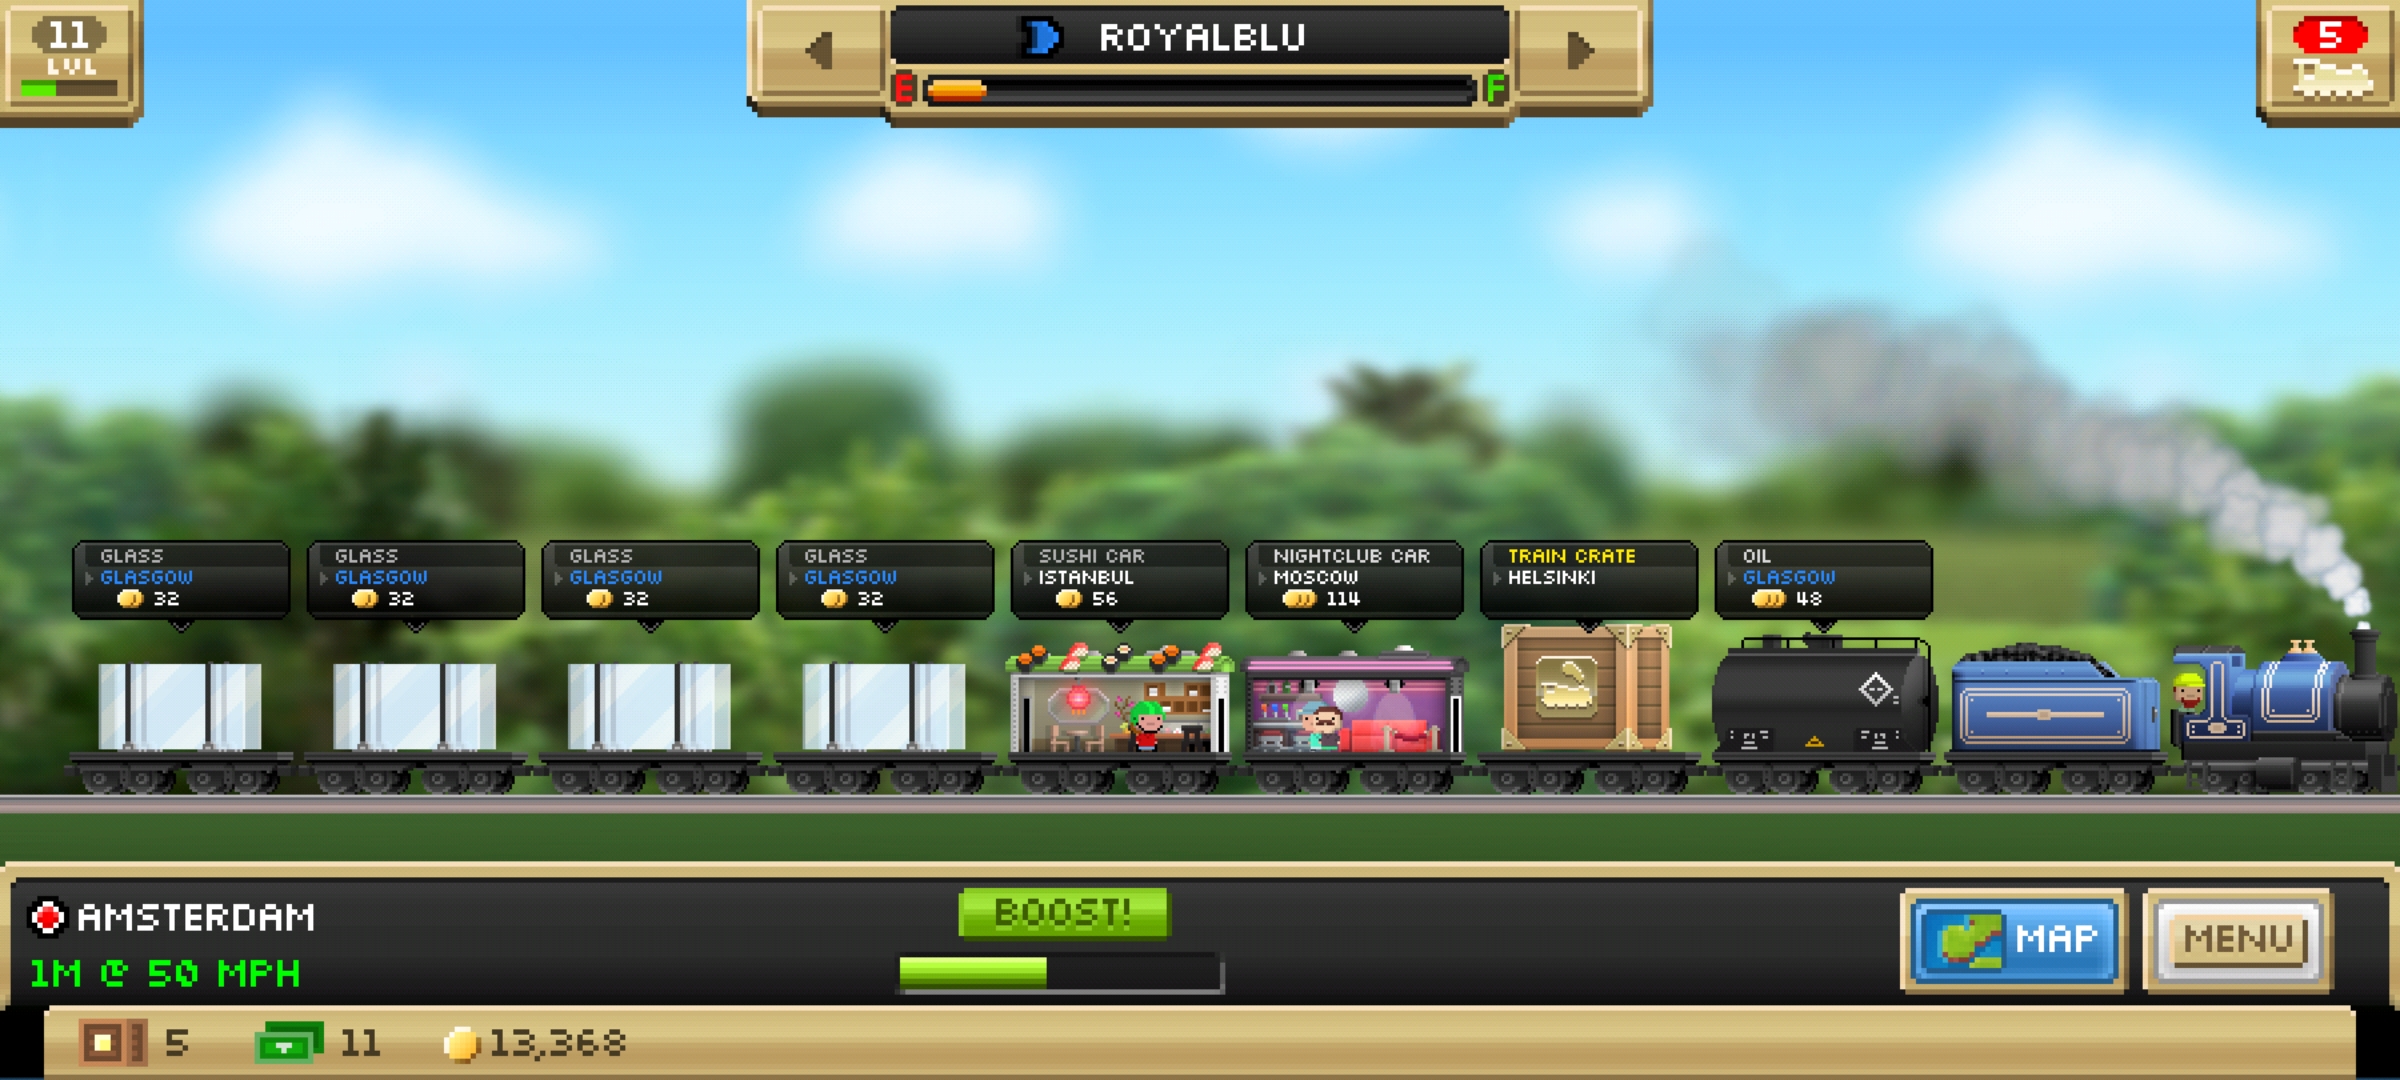 11
LVL
ROYALBLU
E
F
5
GLASS
GLASGOW
32
GLASS
GLASGOW
32
GLASS
GLASGOW
32
GLASS
GLASGOW
32
SUSHI CAR
ISTANBUL
56
NIGHTCLUB CAR
MOSCOW
114
TRAIN CRATE
HELSINKI
OIL
GLASGOW
48
AMSTERDAM
1M @ 50 MPH
BOOST!
MAP
MENU
5
11
13,368